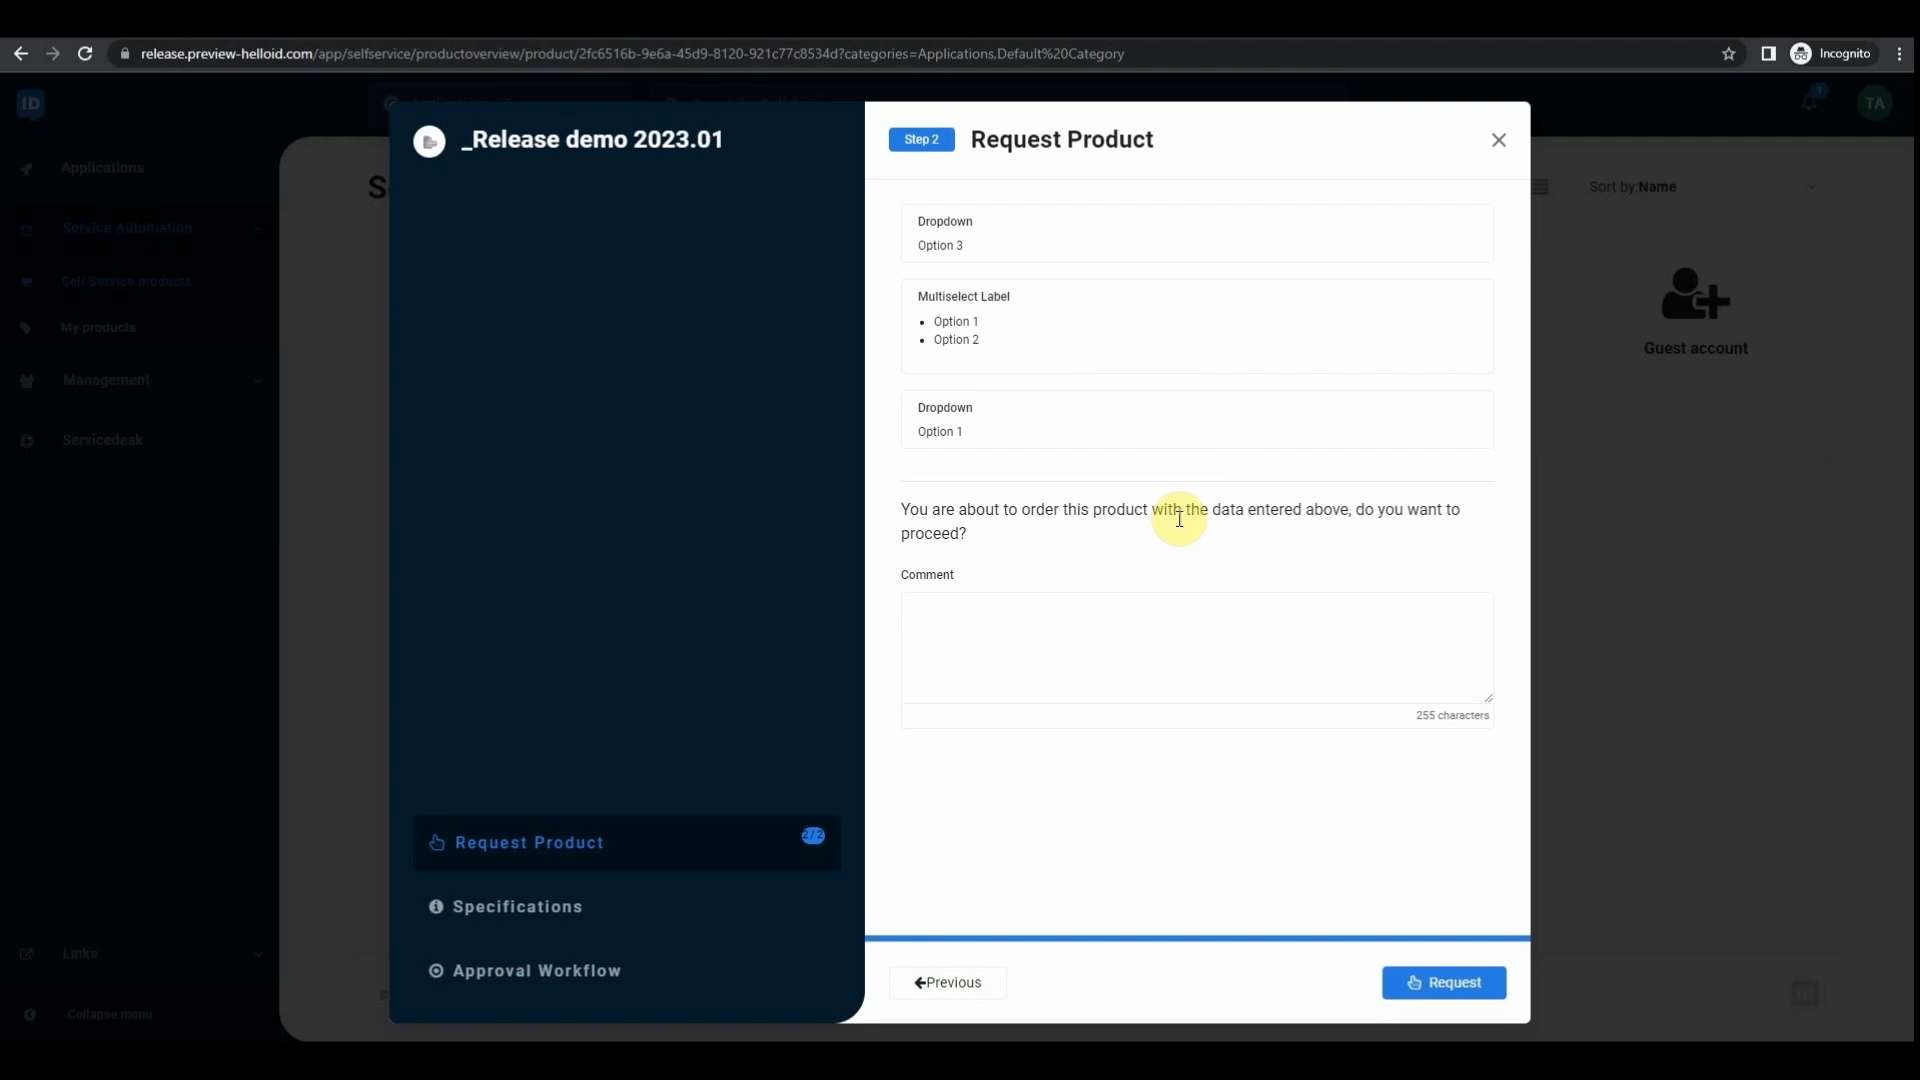 release.preview-helloid.com/app/selfservice/productoverview/product/2fc6516b-9e6a-45d9-8120-921c77c8534d?categories=Applications,Default%20Category
Incognito
ID
1
TA
Applications
Service Automation
Self Service products
My products
Management
Servicedesk
Links
Collapse menu
S
_Release demo 2023.01
Request Product
2/2
Specifications
Approval Workflow
Step 2
Request Product
Dropdown
Option 3
Multiselect Label
• Option 1
• Option 2
Dropdown
Option 1
You are about to order this product with the data entered above, do you want to
proceed?
Comment
255 characters
Previous
Request
Sort by:Name
Guest account